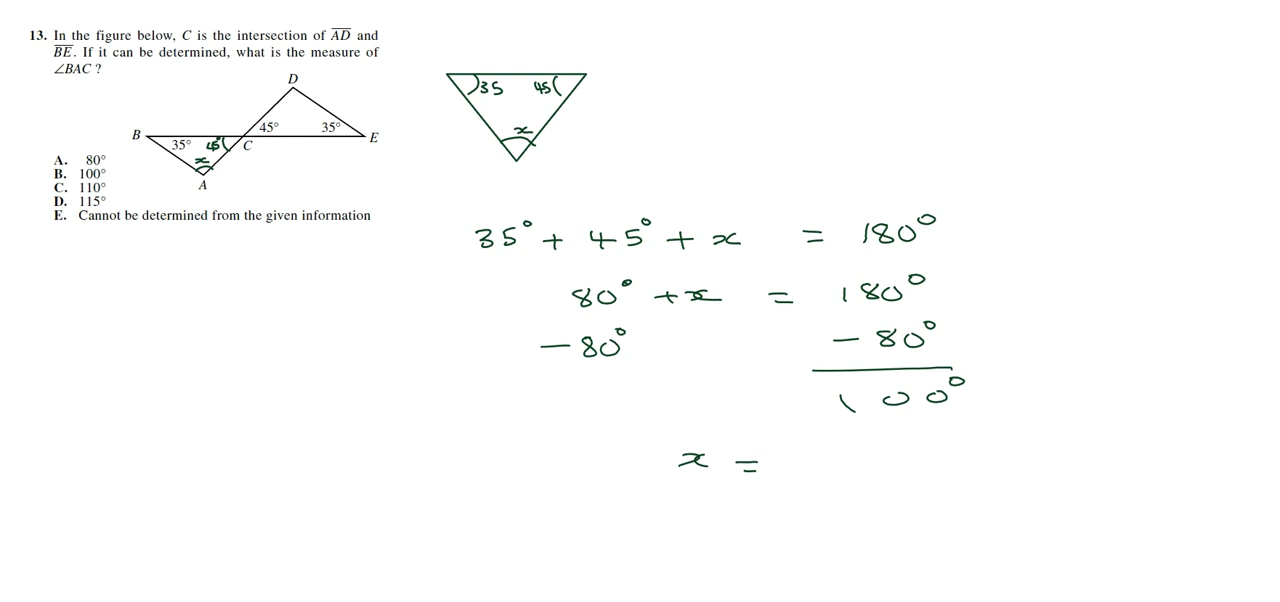 13. In the figure below, C is the intersection of AD and
BE. If it can be determined, what is the measure of
∠BAC ?
D
B
45°
35°
E
35°
45
C
x
A
A. 80°
B. 100°
C. 110°
D. 115°
E. Cannot be determined from the given information
35 45
x
35° + 45° + x = 180°
80° + x = 180°
- 80° - 80°
100°
x =